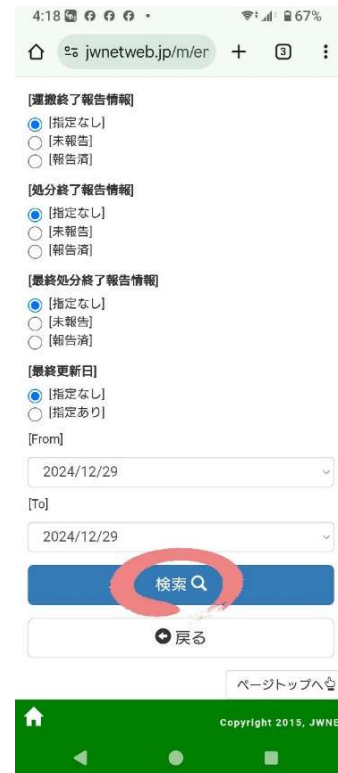 4:18
67%
jwnetweb.jp/m/er
3
[運搬終了報告情報]
[指定なし]
[未報告]
[報告済]
[処分終了報告情報]
[指定なし]
[未報告]
[報告済]
[最終処分終了報告情報]
[指定なし]
[未報告]
[報告済]
[最終更新日]
[指定なし]
[指定あり]
[From]
2024/12/29
[To]
2024/12/29
検索
戻る
ページトップへ
Copyright 2015, JWNE